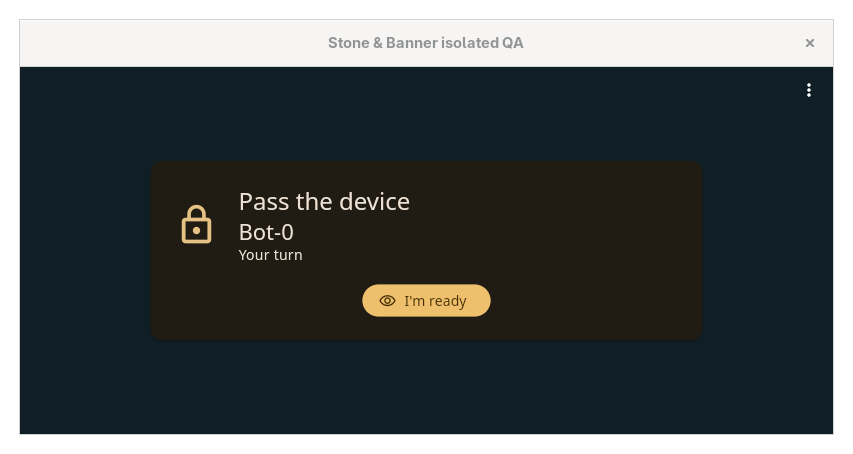 Stone & Banner isolated QA
Pass the device
Bot-0
Your turn
I'm ready